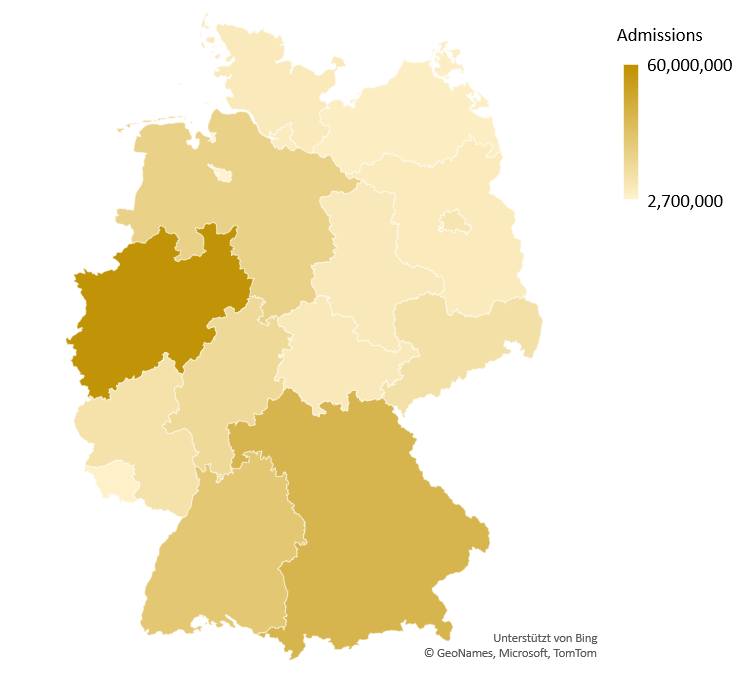 Admissions
60,000,000
2,700,000
Unterstützt von Bing
© GeoNames, Microsoft, TomTom